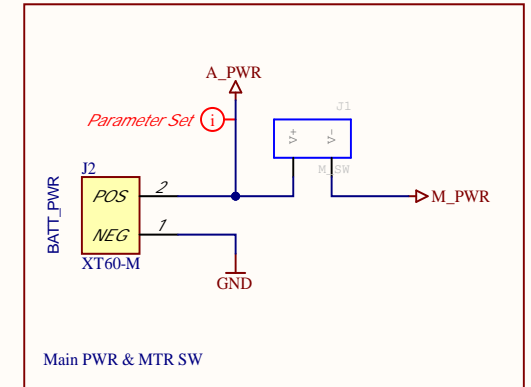 A_PWR
J1
Parameter Set
i
V+
V-
M_SW
J2
2
POS
M_PWR
BATT_PWR
1
NEG
XT60-M
GND
Main PWR & MTR SW